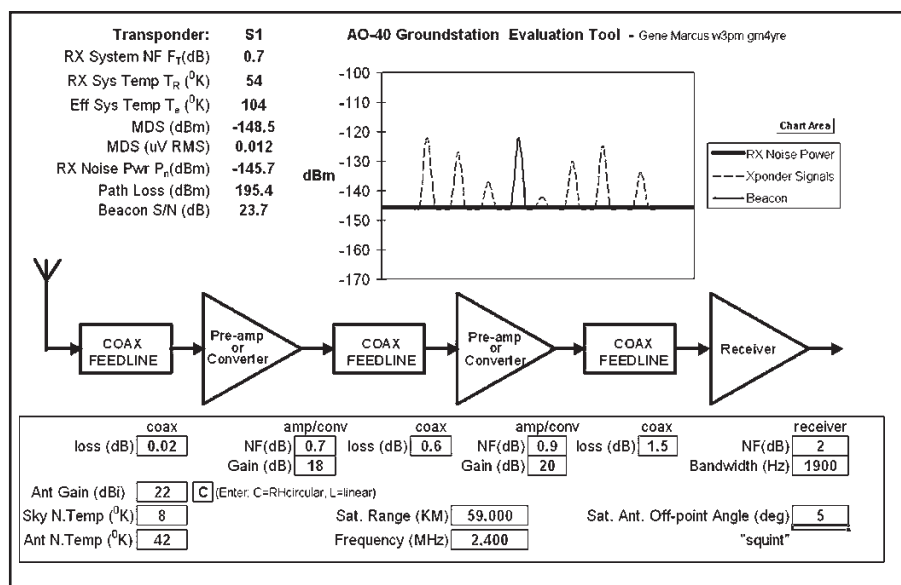 Transponder: S1
AO-40 Groundstation Evaluation Tool - Gene Marcus w3pm gm4yre
RX System NF F_T(dB) 0.7
RX Sys Temp T_R (⁰K) 54
Eff Sys Temp T_e (⁰K) 104
MDS (dBm) -148.5
MDS (uV RMS) 0.012
RX Noise Pwr P_n(dBm) -145.7
Path Loss (dBm) 195.4
Beacon S/N (dB) 23.7
dBm
-100
-110
-120
-130
-140
-150
-160
-170
Chart Area
RX Noise Power
Xponder Signals
Beacon
COAX FEEDLINE
Pre-amp or Converter
COAX FEEDLINE
Pre-amp or Converter
COAX FEEDLINE
Receiver
coax amp/conv coax amp/conv coax receiver
loss (dB) 0.02 NF(dB) 0.7 loss (dB) 0.6 NF(dB) 0.9 loss (dB) 1.5 NF(dB) 2
Gain (dB) 18 Gain (dB) 20 Bandwidth (Hz) 1900
Ant Gain (dBi) 22 C (Enter: C=RHcircular, L=linear)
Sky N.Temp (⁰K) 8 Sat. Range (KM) 59.000 Sat. Ant. Off-point Angle (deg) 5
Ant N.Temp (⁰K) 42 Frequency (MHz) 2.400 "squint"